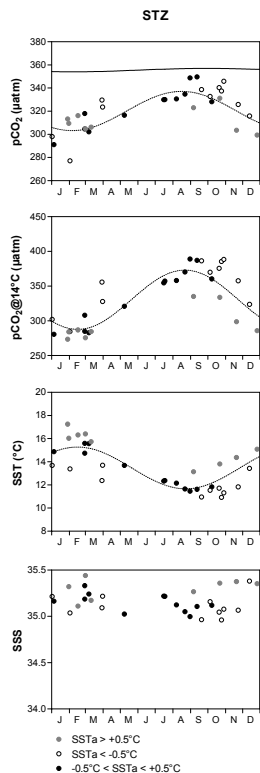 STZ
pCO₂ (µatm)
380
360
340
320
300
280
260
J F M A M J J A S O N D
pCO₂@14°C (µatm)
450
400
350
300
250
J F M A M J J A S O N D
SST (°C)
20
18
16
14
12
10
8
J F M A M J J A S O N D
SSS
35.5
35.0
34.5
34.0
J F M A M J J A S O N D
SSTa > +0.5°C
SSTa < -0.5°C
-0.5°C < SSTa < +0.5°C